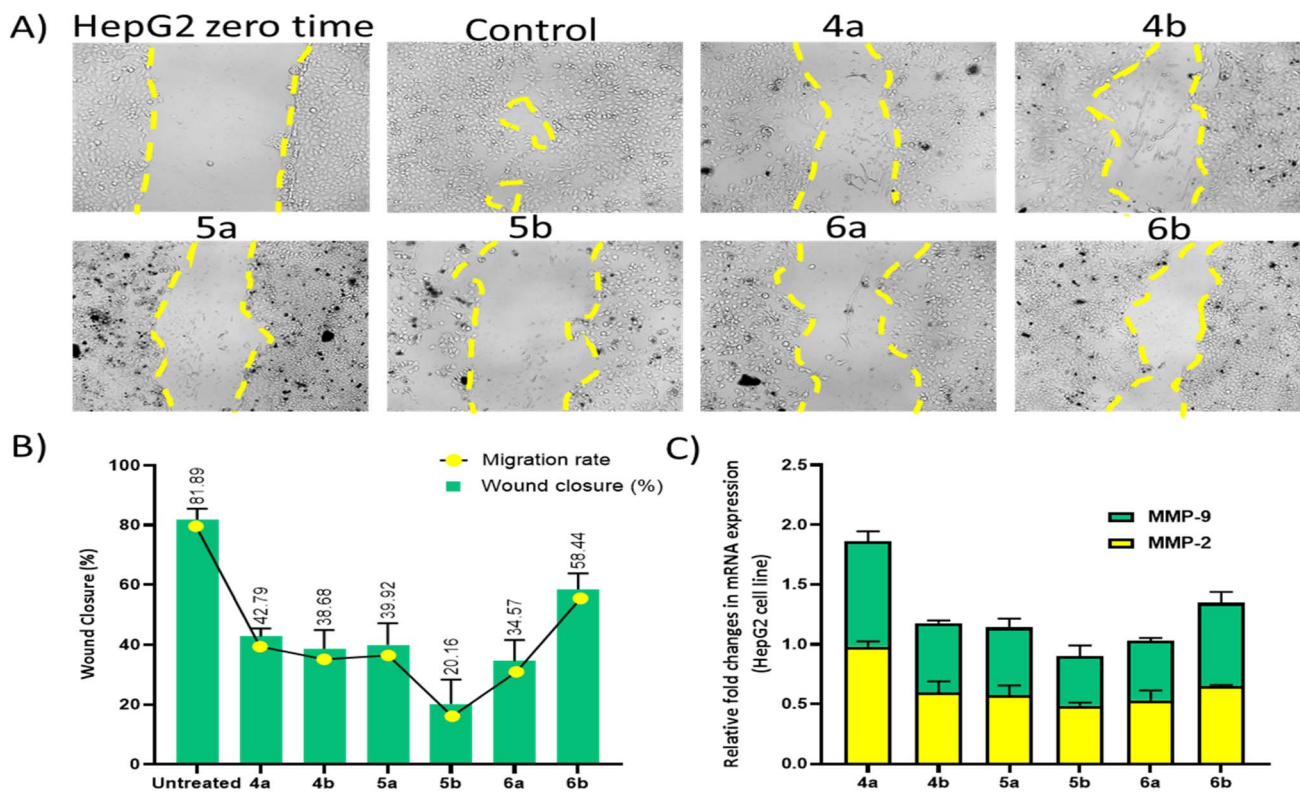 A)
HepG2 zero time
Control
4a
4b
5a
5b
6a
6b
B)
Wound Closure (%)
100
80
60
40
20
0
Migration rate
Wound closure (%)
81.89
42.79
38.68
39.92
20.16
34.57
58.44
Untreated 4a 4b 5a 5b 6a 6b
C)
Relative fold changes in mRNA expression
(HepG2 cell line)
2.5
2.0
1.5
1.0
0.5
0.0
MMP-9
MMP-2
4a 4b 5a 5b 6a 6b